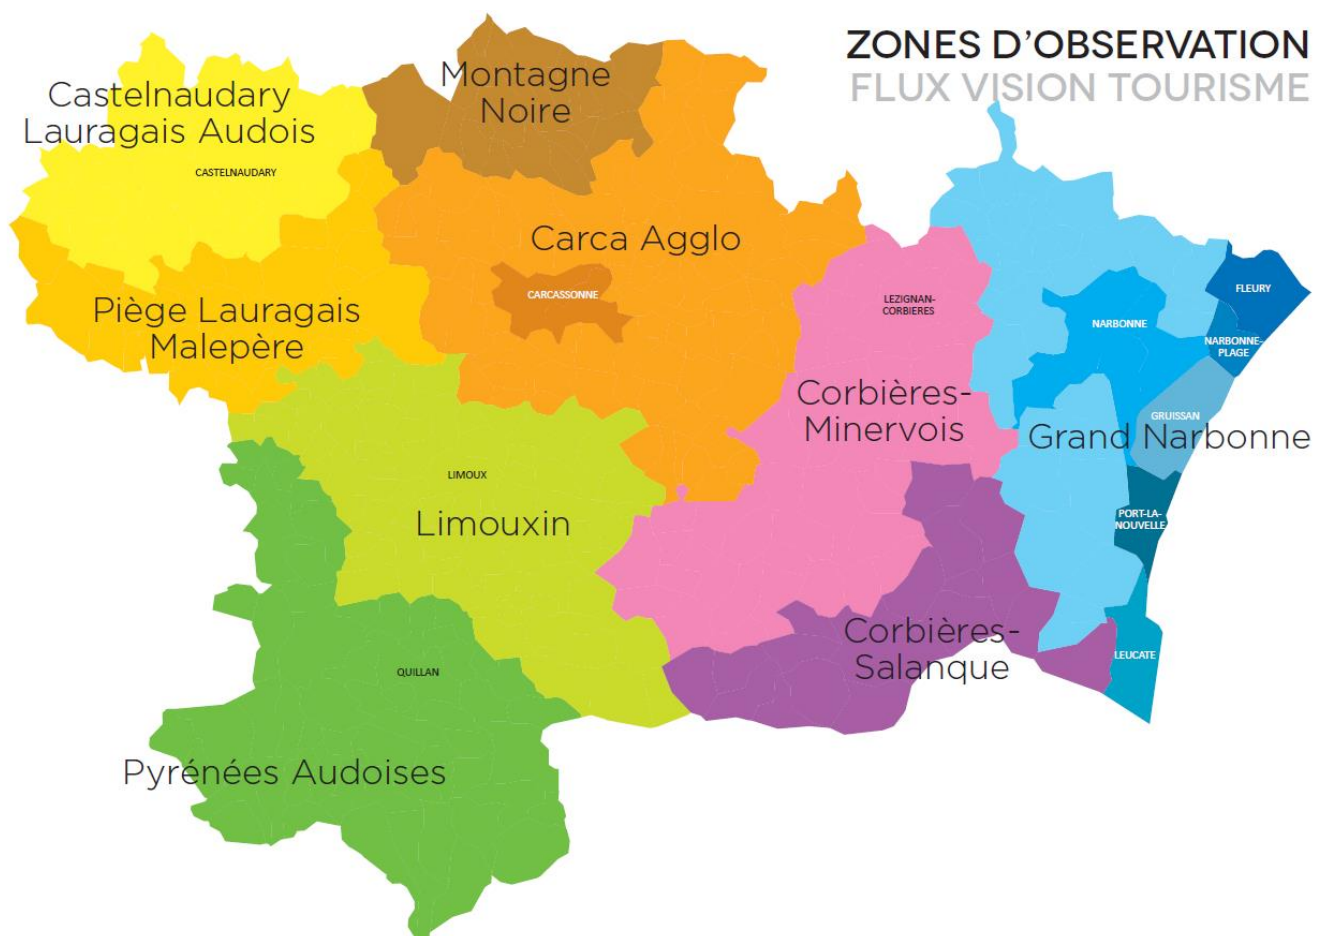 ZONES D'OBSERVATION
FLUX VISION TOURISME
Castelnaudary
Lauragais Audois
CASTELNAUDARY
Montagne
Noire
Carca Agglo
CARCASSONNE
Piège Lauragais
Malepère
LEZIGNAN-
CORBIERES
Corbières-
Minervois
NARBONNE
FLEURY
NARBONNE-
PLAGE
GRUISSAN
Grand Narbonne
PORT-LA-
NOUVELLE
LIMOUX
Limouxin
Corbières-
Salanque
LEUCATE
QUILLAN
Pyrénées Audoises